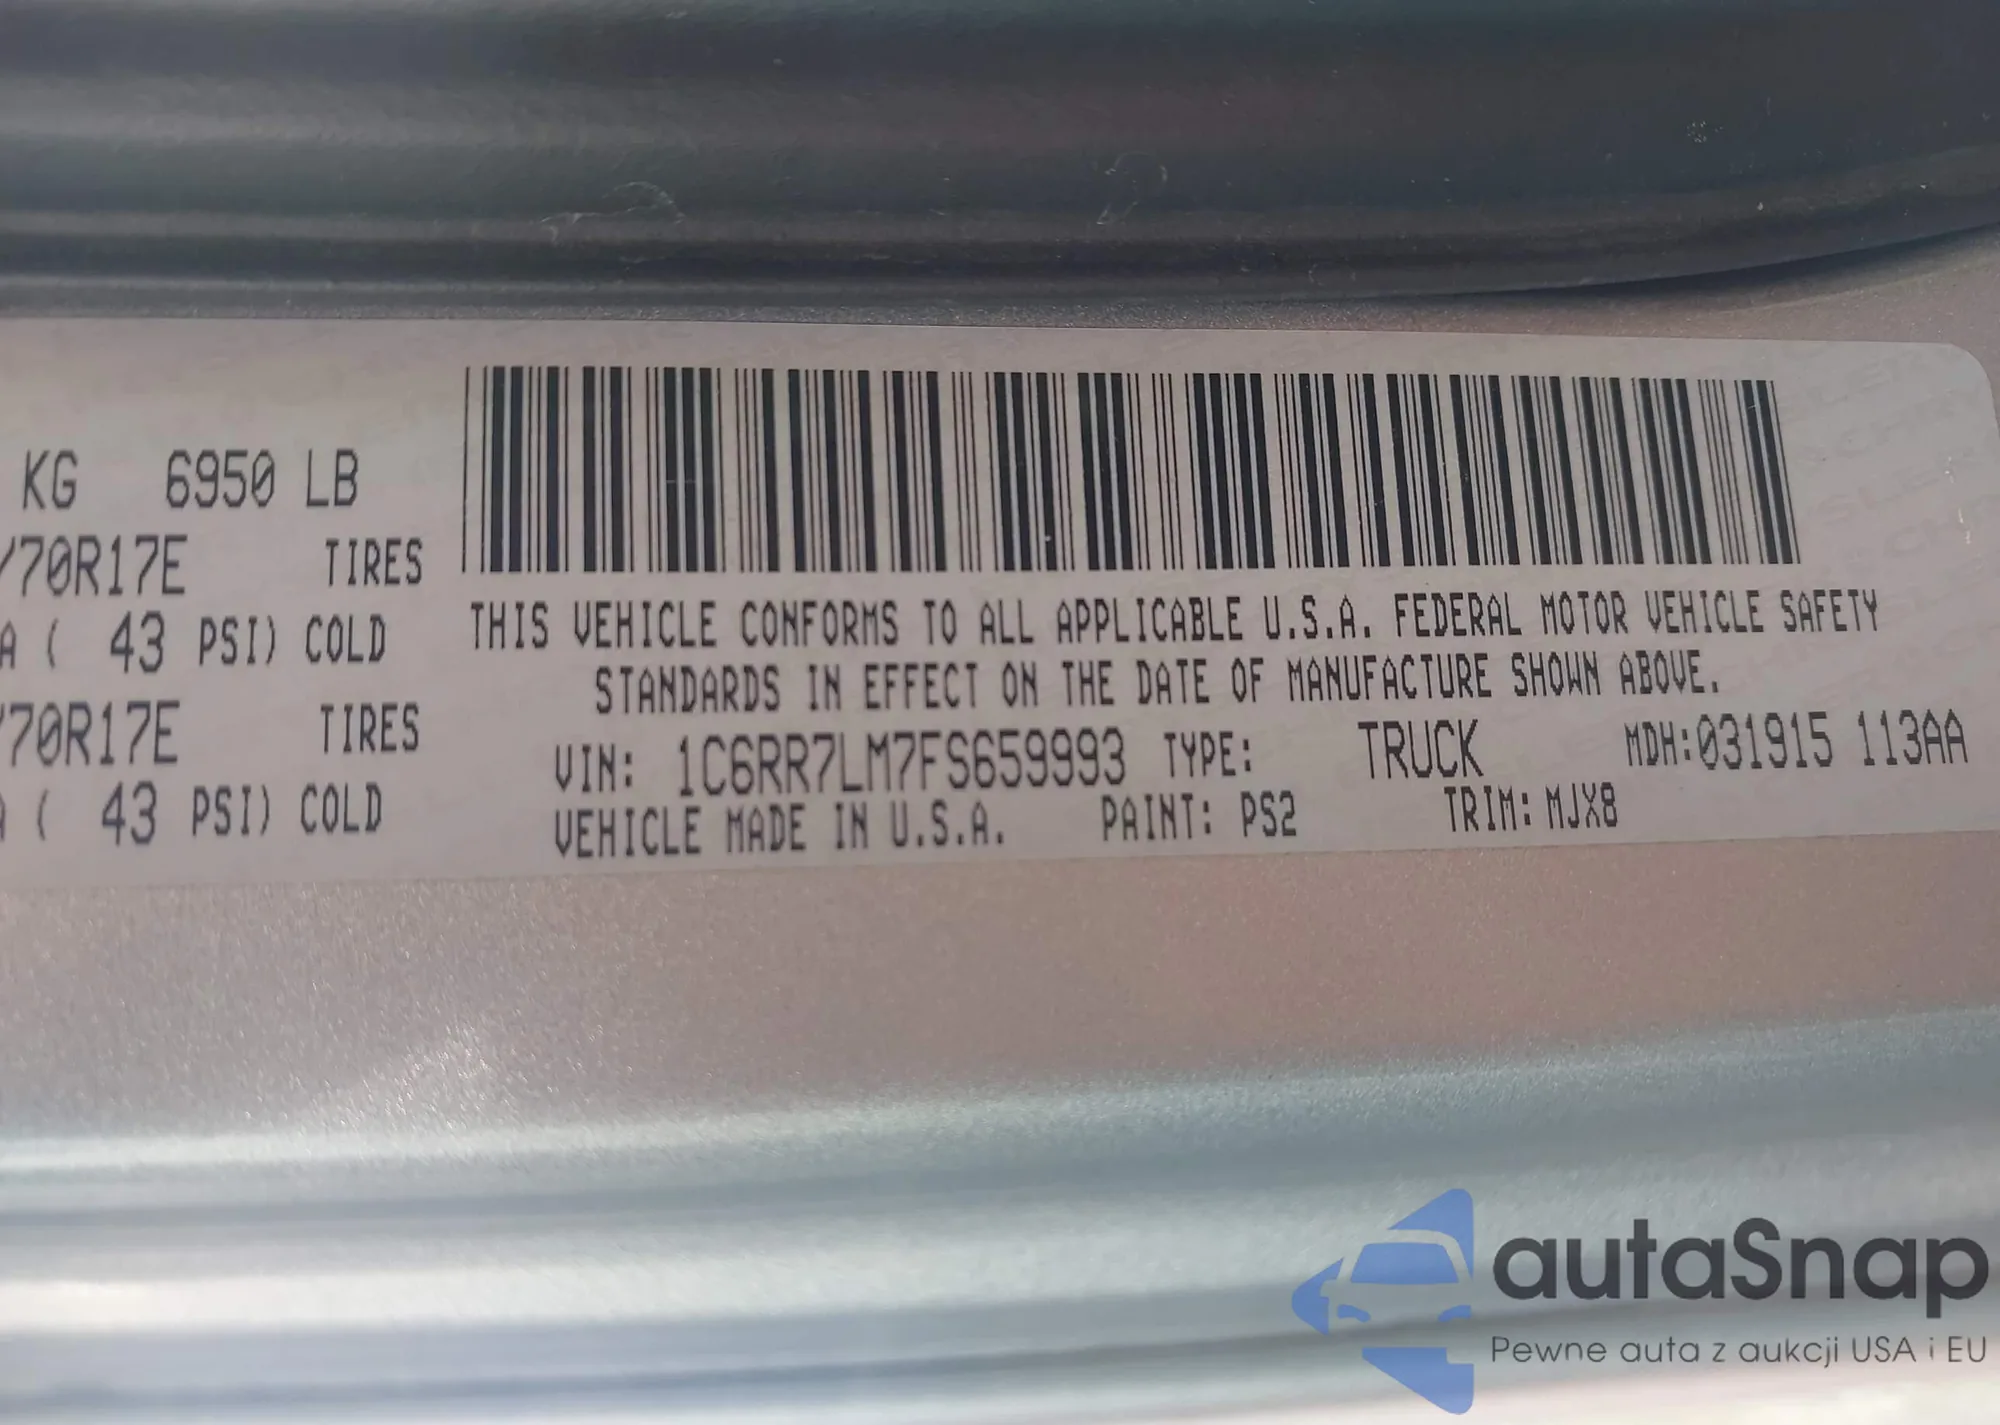 KG 6950 LB
/70R17E TIRES
A ( 43 PSI) COLD
/70R17E TIRES
A ( 43 PSI) COLD
THIS VEHICLE CONFORMS TO ALL APPLICABLE U.S.A. FEDERAL MOTOR VEHICLE SAFETY
STANDARDS IN EFFECT ON THE DATE OF MANUFACTURE SHOWN ABOVE.
VIN: 1C6RR7LM7FS659993 TYPE: TRUCK MDH:031915 113AA
VEHICLE MADE IN U.S.A. PAINT: PS2 TRIM: MJX8
autaSnap
Pewne auta z aukcji USA i EU